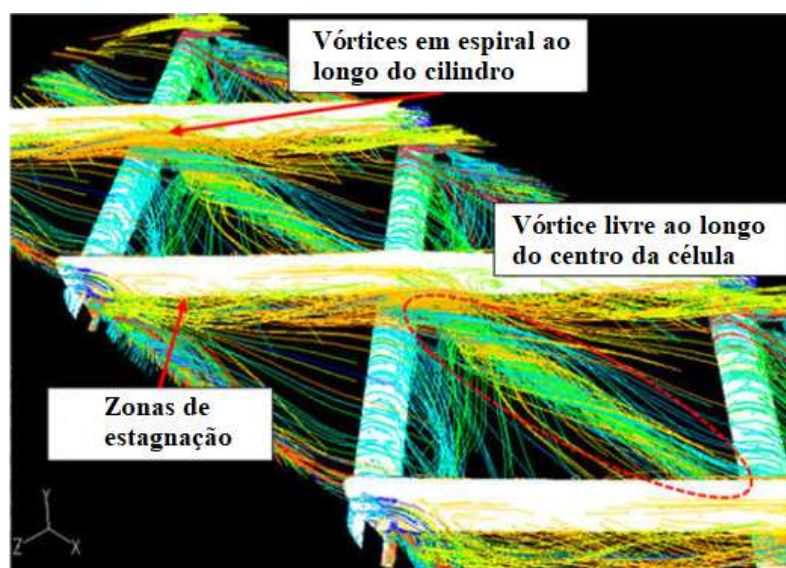 Vórtices em espiral ao
longo do cilindro
Vórtice livre ao longo
do centro da célula
Zonas de
estagnação
Y
Z
X